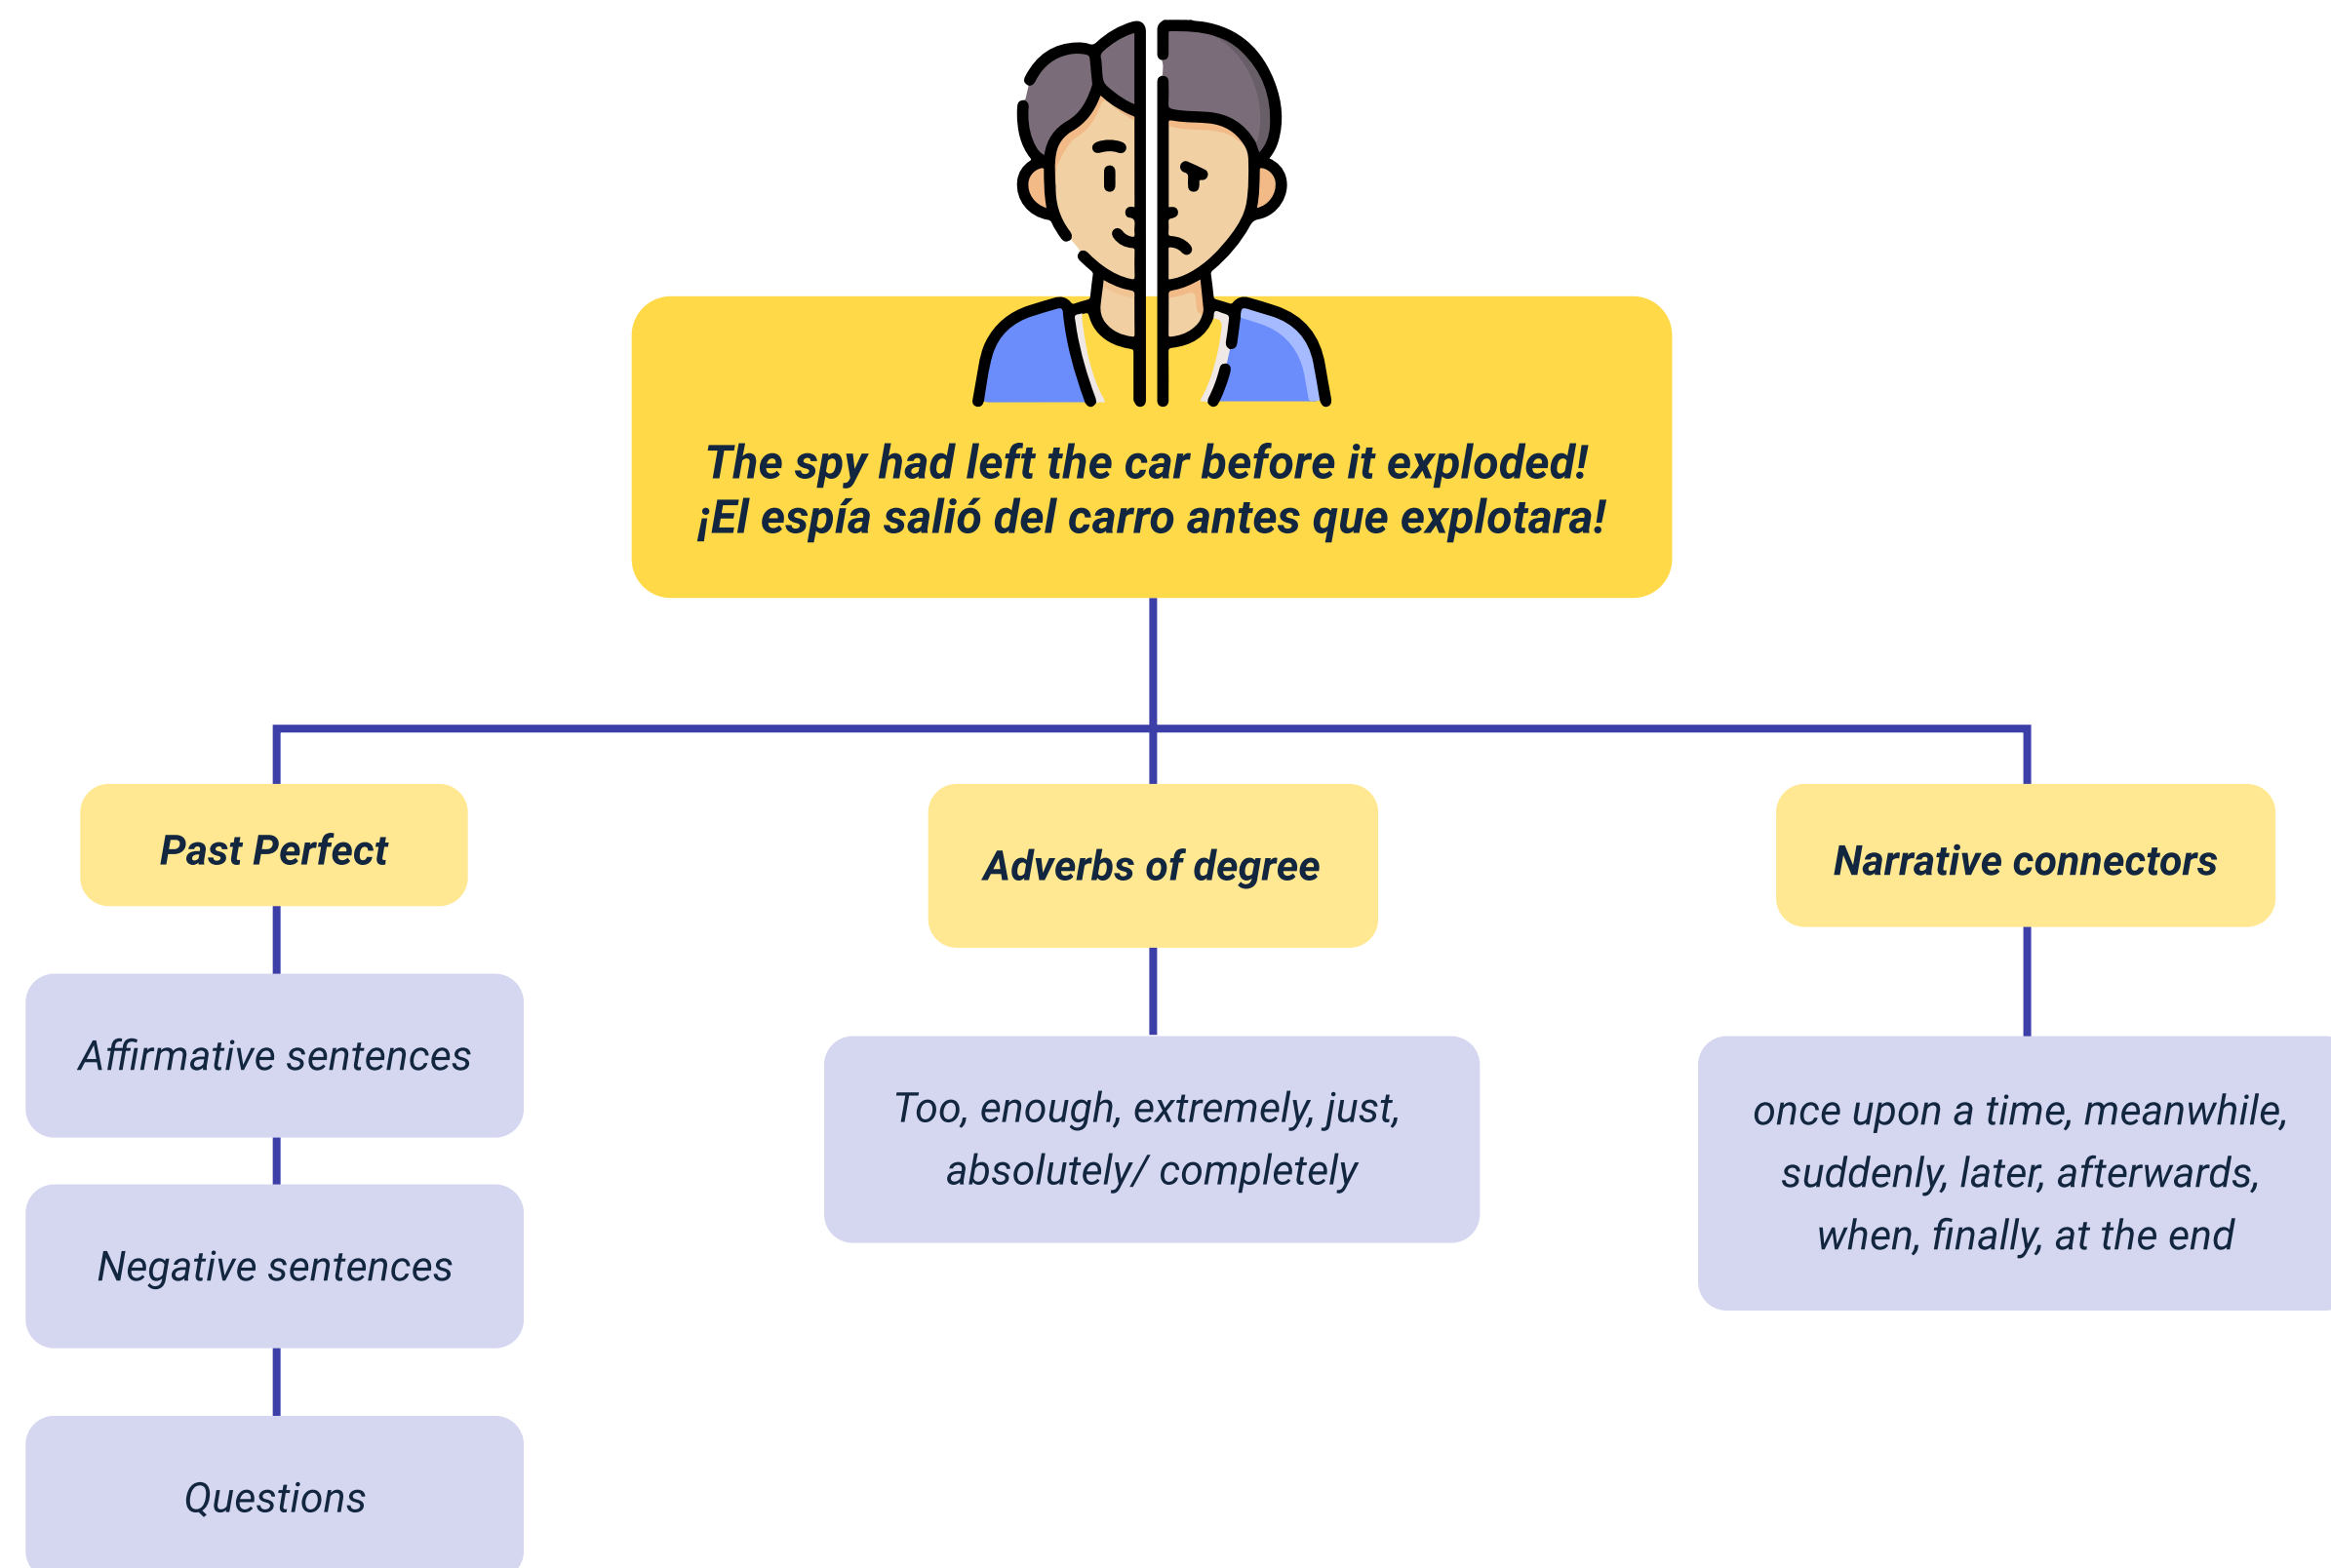 The spy had left the car before it exploded!
¡El espía salió del carro antes que explotara!
Past Perfect
Affirmative sentences
Negative sentences
Questions
Adverbs of degree
Too, enough, extremely, just,
absolutely/ completely
Narrative connectors
once upon a time, meanwhile,
suddenly, later, afterwards,
when, finally, at the end